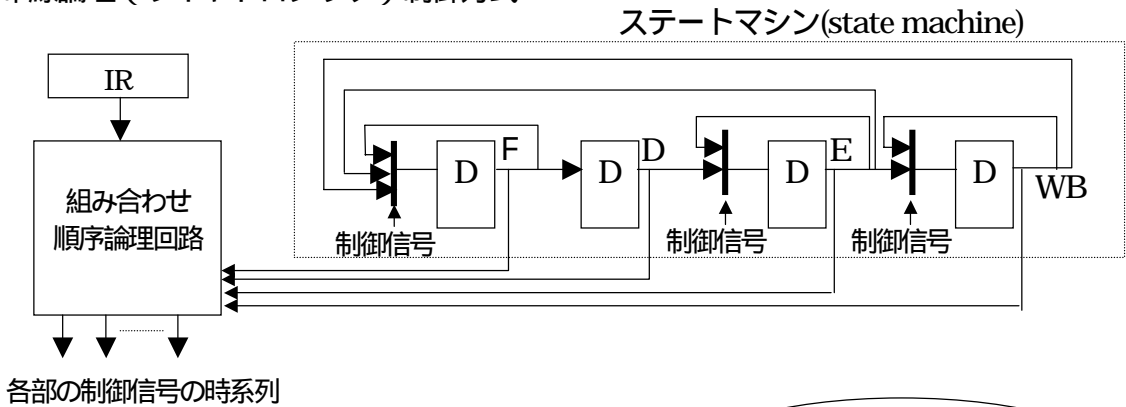 ステートマシン(state machine)
IR
組み合わせ
順序論理回路
D
F
D
D
D
E
D
WB
制御信号
制御信号
制御信号
各部の制御信号の時系列